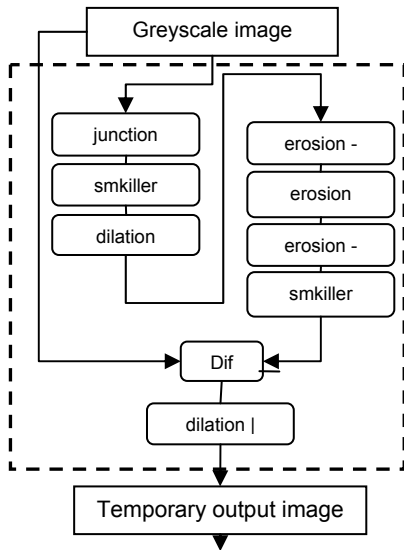 Greyscale image
junction
smkiller
dilation
erosion -
erosion
erosion -
smkiller
Dif
dilation |
Temporary output image